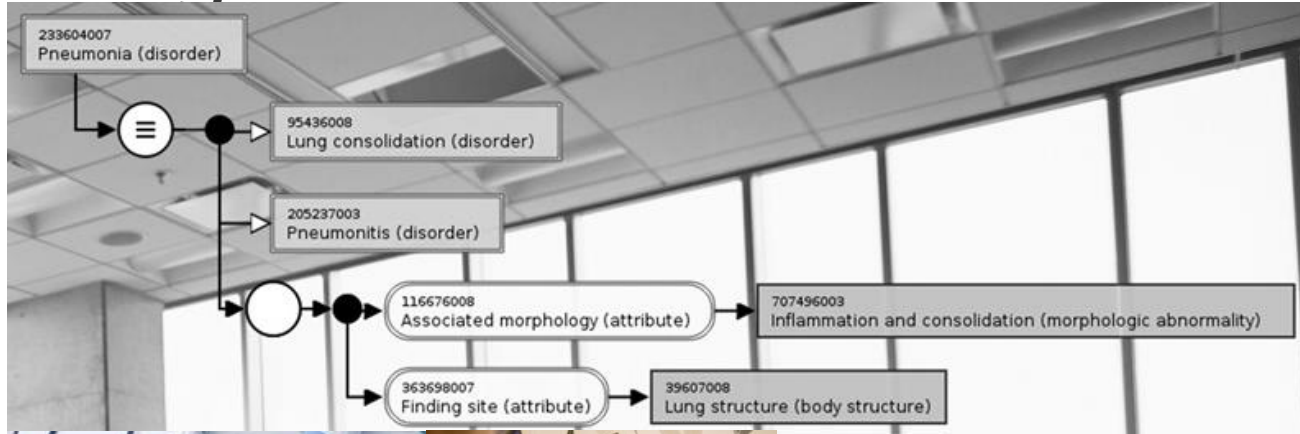 233604007
Pneumonia (disorder)
≡
95436008
Lung consolidation (disorder)
205237003
Pneumonitis (disorder)
116676008
Associated morphology (attribute)
707496003
Inflammation and consolidation (morphologic abnormality)
363698007
Finding site (attribute)
39607008
Lung structure (body structure)